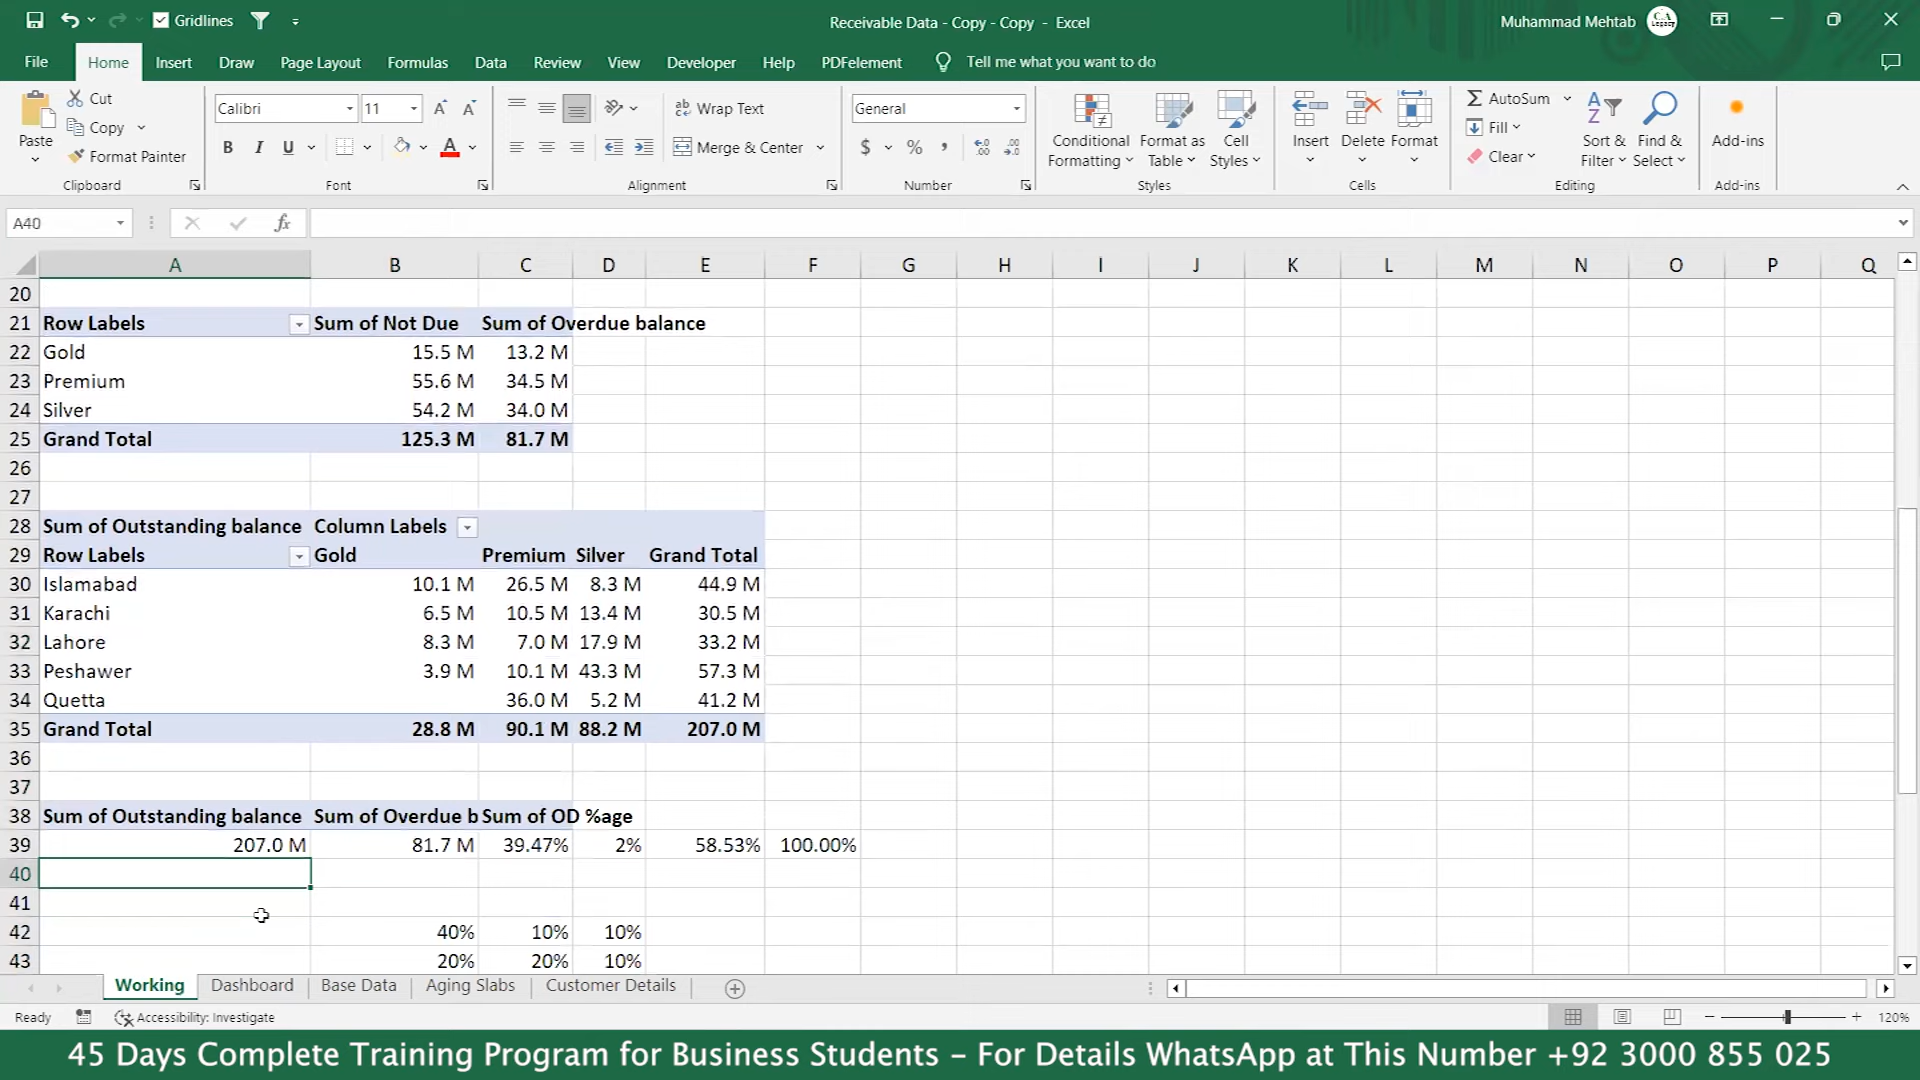 Gridlines
Receivable Data - Copy - Copy - Excel
Muhammad Mehtab
File Home Insert Draw Page Layout Formulas Data Review View Developer Help PDFelement Tell me what you want to do
Paste
Cut
Copy
Format Painter
Clipboard
Calibri 11
B I U
Font
Wrap Text
Merge & Center
Alignment
General
$ % ,
Number
Conditional Formatting
Format as Table
Cell Styles
Styles
Insert Delete Format
Cells
AutoSum
Fill
Clear
Sort & Filter
Find & Select
Editing
Add-ins
Add-ins
A40 fx
A B C D E F G H I J K L M N O P Q
20
21 Row Labels Sum of Not Due Sum of Overdue balance
22 Gold 15.5 M 13.2 M
23 Premium 55.6 M 34.5 M
24 Silver 54.2 M 34.0 M
25 Grand Total 125.3 M 81.7 M
26
27
28 Sum of Outstanding balance Column Labels
29 Row Labels Gold Premium Silver Grand Total
30 Islamabad 10.1 M 26.5 M 8.3 M 44.9 M
31 Karachi 6.5 M 10.5 M 13.4 M 30.5 M
32 Lahore 8.3 M 7.0 M 17.9 M 33.2 M
33 Peshawer 3.9 M 10.1 M 43.3 M 57.3 M
34 Quetta 36.0 M 5.2 M 41.2 M
35 Grand Total 28.8 M 90.1 M 88.2 M 207.0 M
36
37
38 Sum of Outstanding balance Sum of Overdue b Sum of OD %age
39 207.0 M 81.7 M 39.47% 2% 58.53% 100.00%
40
41
42 40% 10% 10%
43 20% 20% 10%
Working Dashboard Base Data Aging Slabs Customer Details
Ready Accessibility: Investigate 120%
45 Days Complete Training Program for Business Students – For Details WhatsApp at This Number +92 3000 855 025